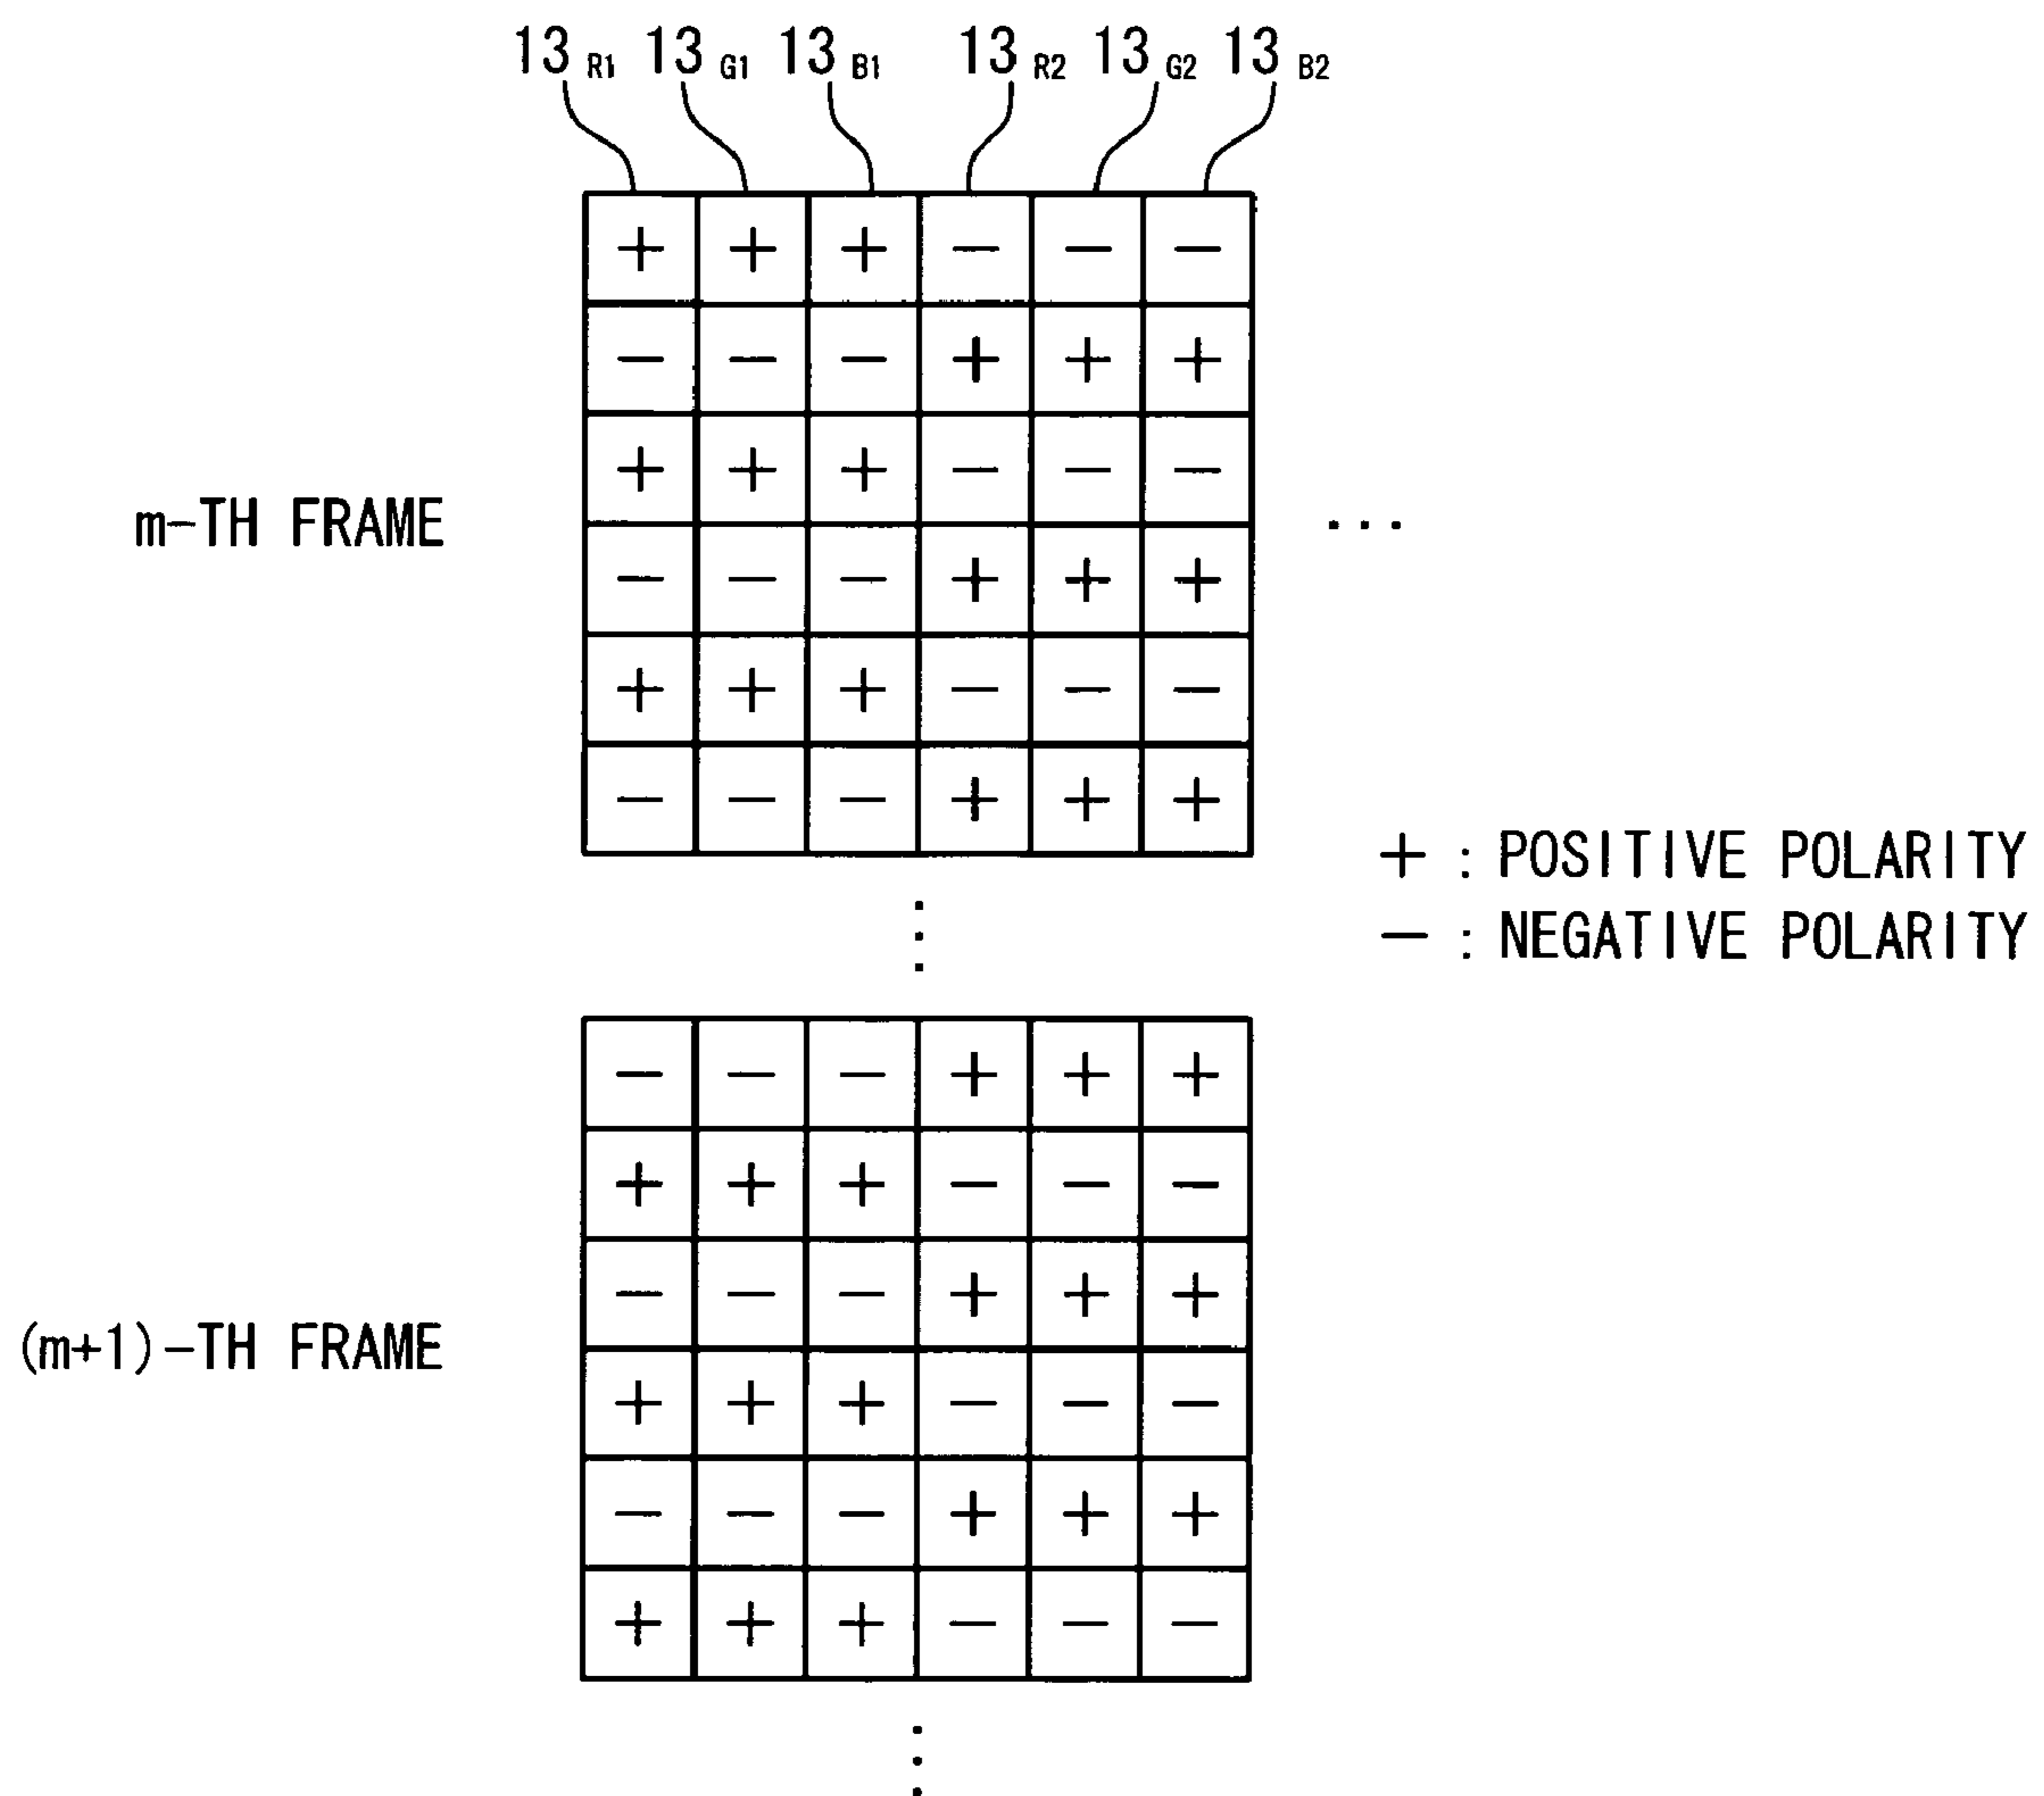 13 R1 13 G1 13 B1 13 R2 13 G2 13 B2
+ + + − − −
− − − + + +
+ + + − − −
m-TH FRAME ...
− − − + + +
+ + + − − −
− − − + + +
+ : POSITIVE POLARITY
− : NEGATIVE POLARITY
− − − + + +
+ + + − − −
− − − + + +
(m+1)-TH FRAME
+ + + − − −
− − − + + +
+ + + − − −